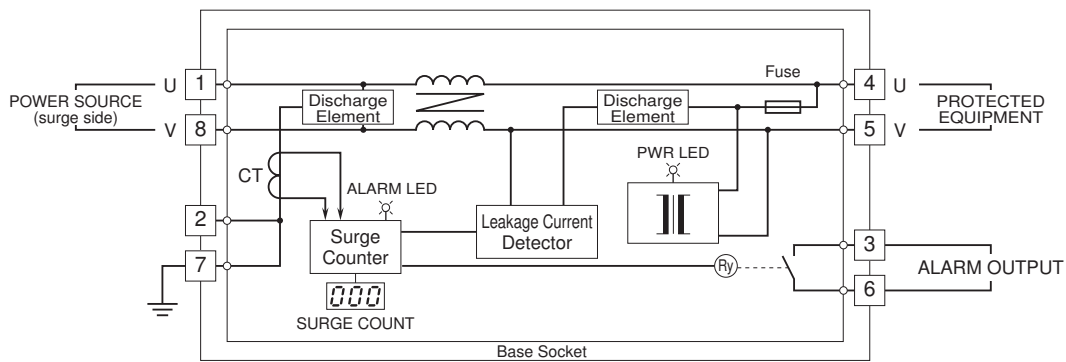 U 1
Fuse
4 U
POWER SOURCE
(surge side)
Discharge
Element
Discharge
Element
PROTECTED
EQUIPMENT
V 8
5 V
PWR LED
CT
ALARM LED
2
Surge
Counter
Leakage Current
Detector
3
7
Ry
ALARM OUTPUT
6
000
SURGE COUNT
Base Socket